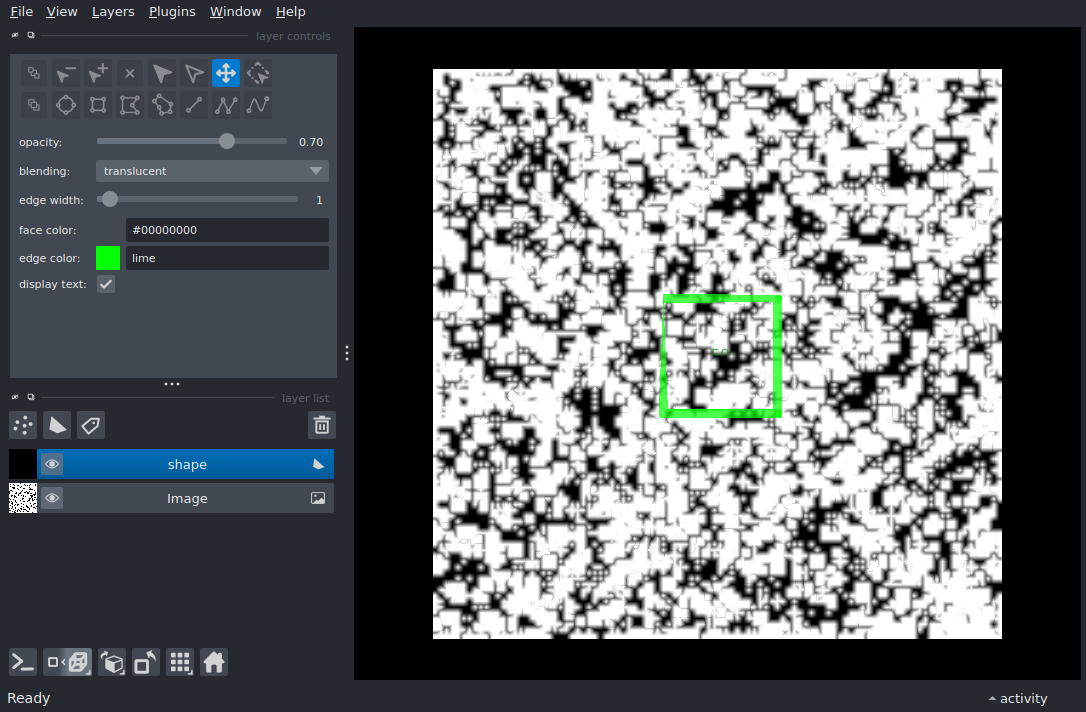 File View Layers Plugins Window Help
layer controls
opacity: 0.70
blending: translucent
edge width: 1
face color: #00000000
edge color: lime
display text:
layer list
shape
Image
Ready
activity